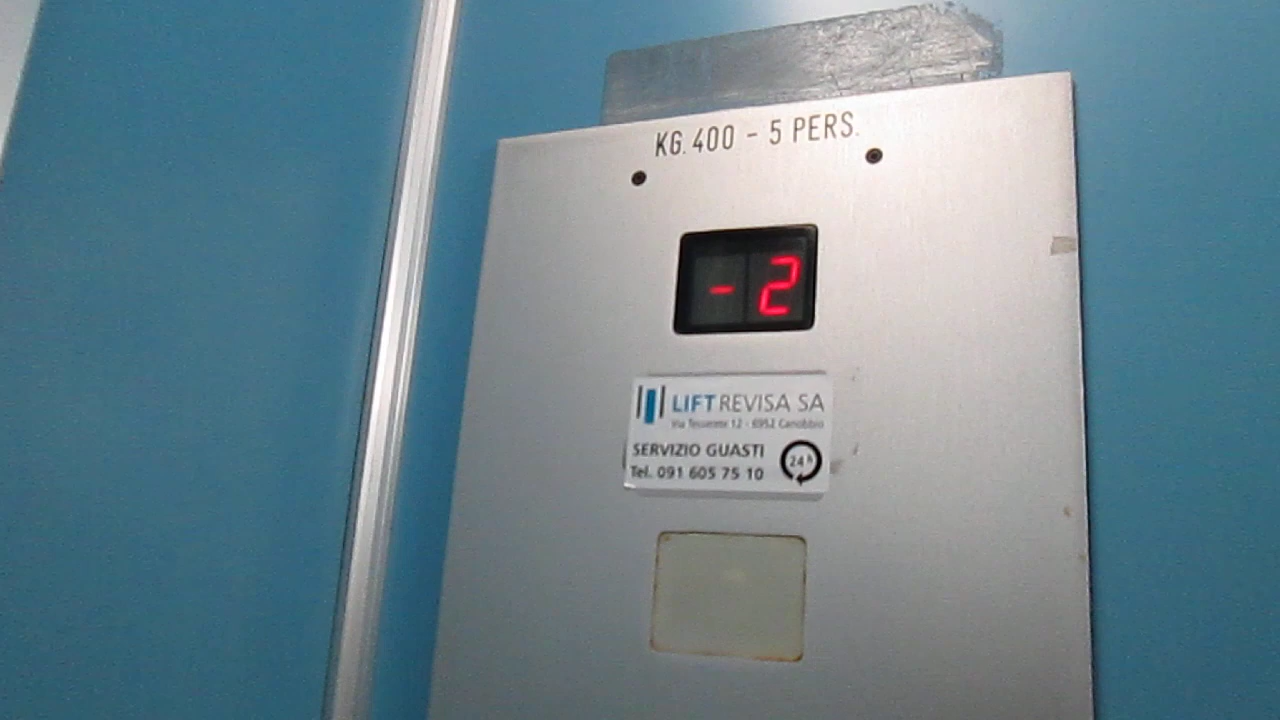 KG. 400 - 5 PERS.
- 2
LIFT REVISA SA
Via Tesserete 12 - 6952 Canobbio
SERVIZIO GUASTI
24h
Tel. 091 605 75 10